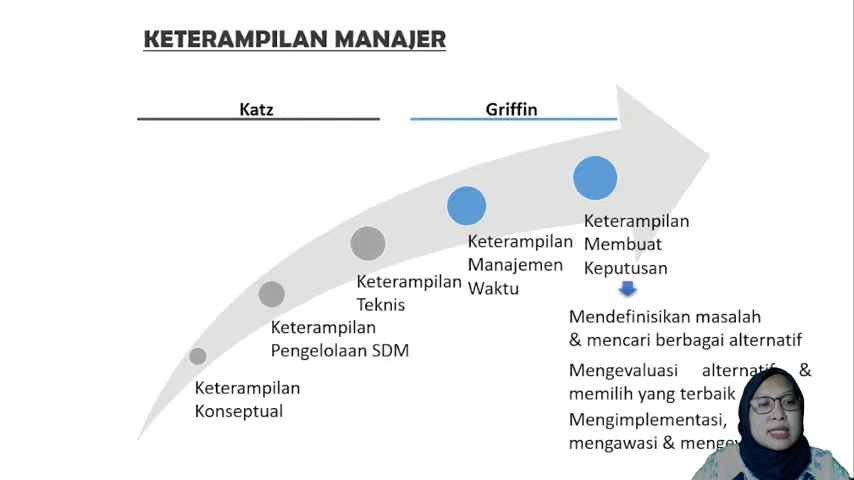 KETERAMPILAN MANAJER
Katz
Griffin
Keterampilan
Konseptual
Keterampilan
Pengelolaan SDM
Keterampilan
Teknis
Keterampilan
Manajemen
Waktu
Keterampilan
Membuat
Keputusan
Mendefinisikan masalah
& mencari berbagai alternatif
Mengevaluasi alternatif &
memilih yang terbaik
Mengimplementasi,
mengawasi &